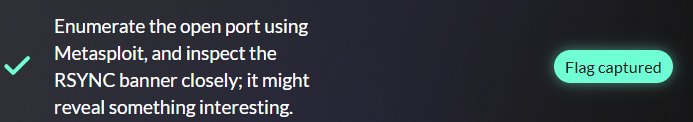 Enumerate the open port using
Metasploit, and inspect the
RSYNC banner closely; it might
reveal something interesting.
Flag captured